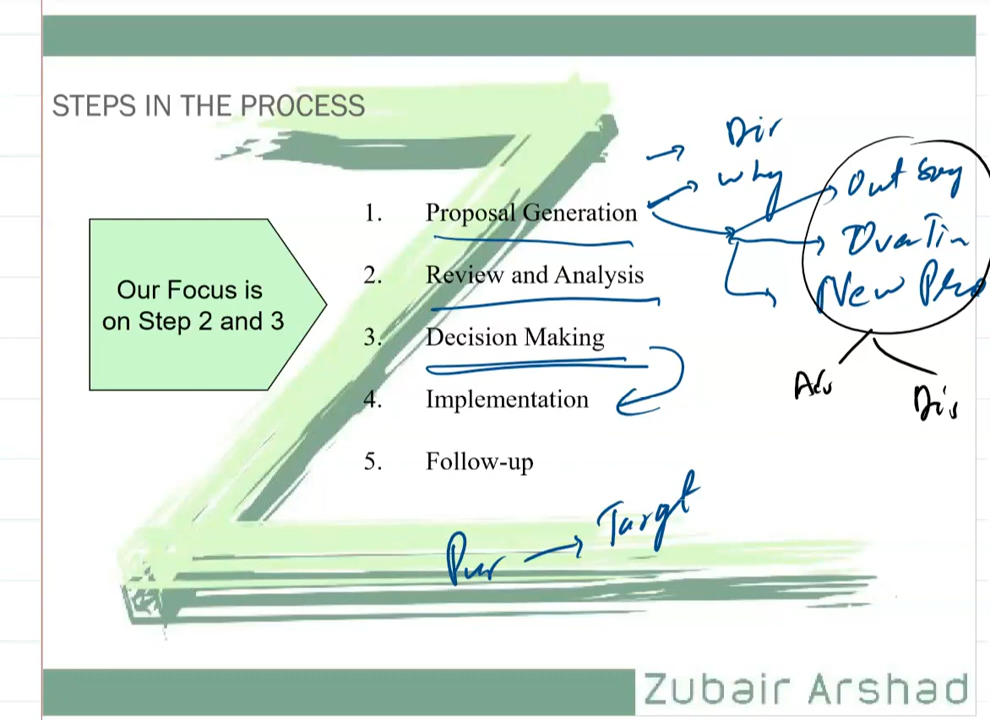 STEPS IN THE PROCESS
Dir
why
Out
1. Proposal Generation
2. Review and Analysis
New
Our Focus is
on Step 2 and 3
3. Decision Making
Adv
Dis
4. Implementation
5. Follow-up
Zubair Arshad